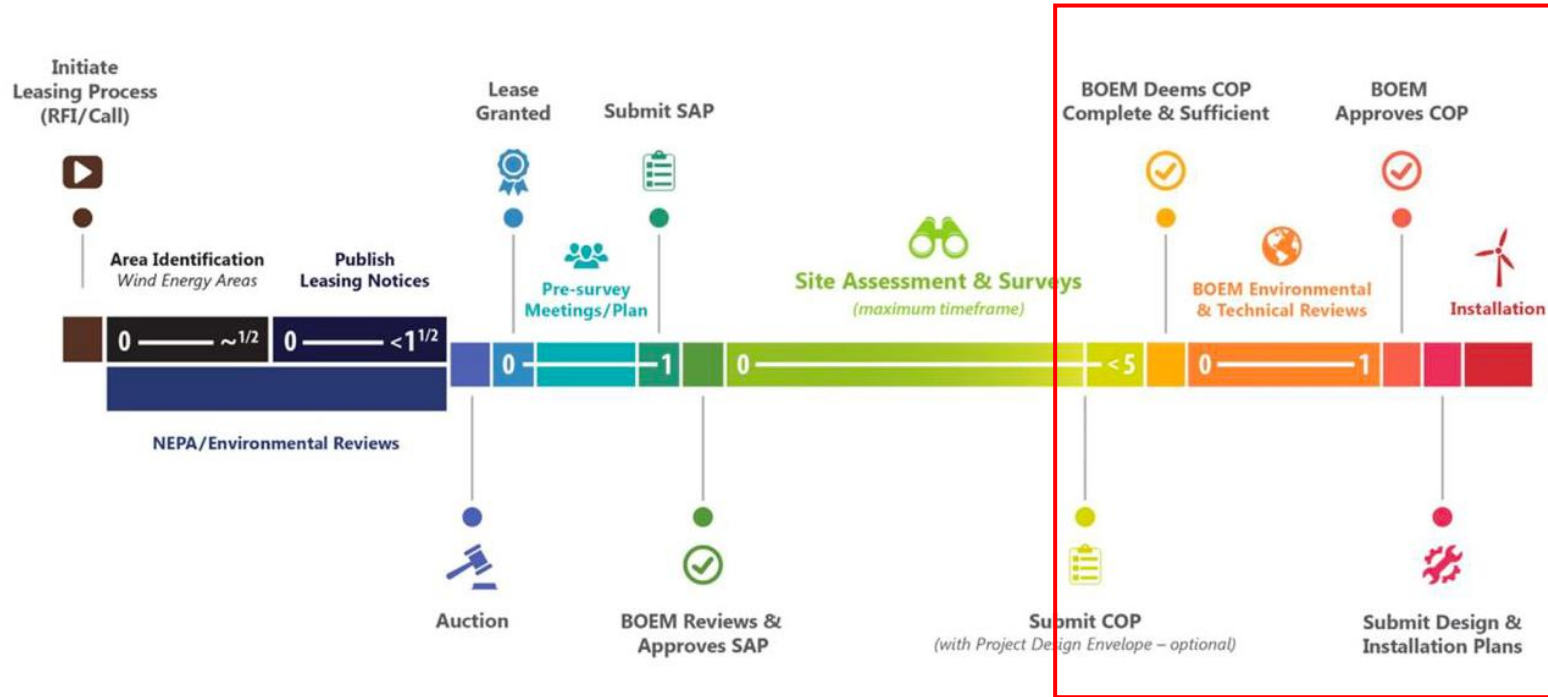 Initiate
Leasing Process
(RFI/Call)
Lease
Granted
Submit SAP
BOEM Deems COP
Complete & Sufficient
BOEM
Approves COP
Area Identification
Wind Energy Areas
Publish
Leasing Notices
Pre-survey
Meetings/Plan
Site Assessment & Surveys
(maximum timeframe)
BOEM Environmental
& Technical Reviews
Installation
0 ~1/2
0 <1 1/2
0 1
0 <5
0 1
NEPA/Environmental Reviews
Auction
BOEM Reviews &
Approves SAP
Submit COP
(with Project Design Envelope – optional)
Submit Design &
Installation Plans